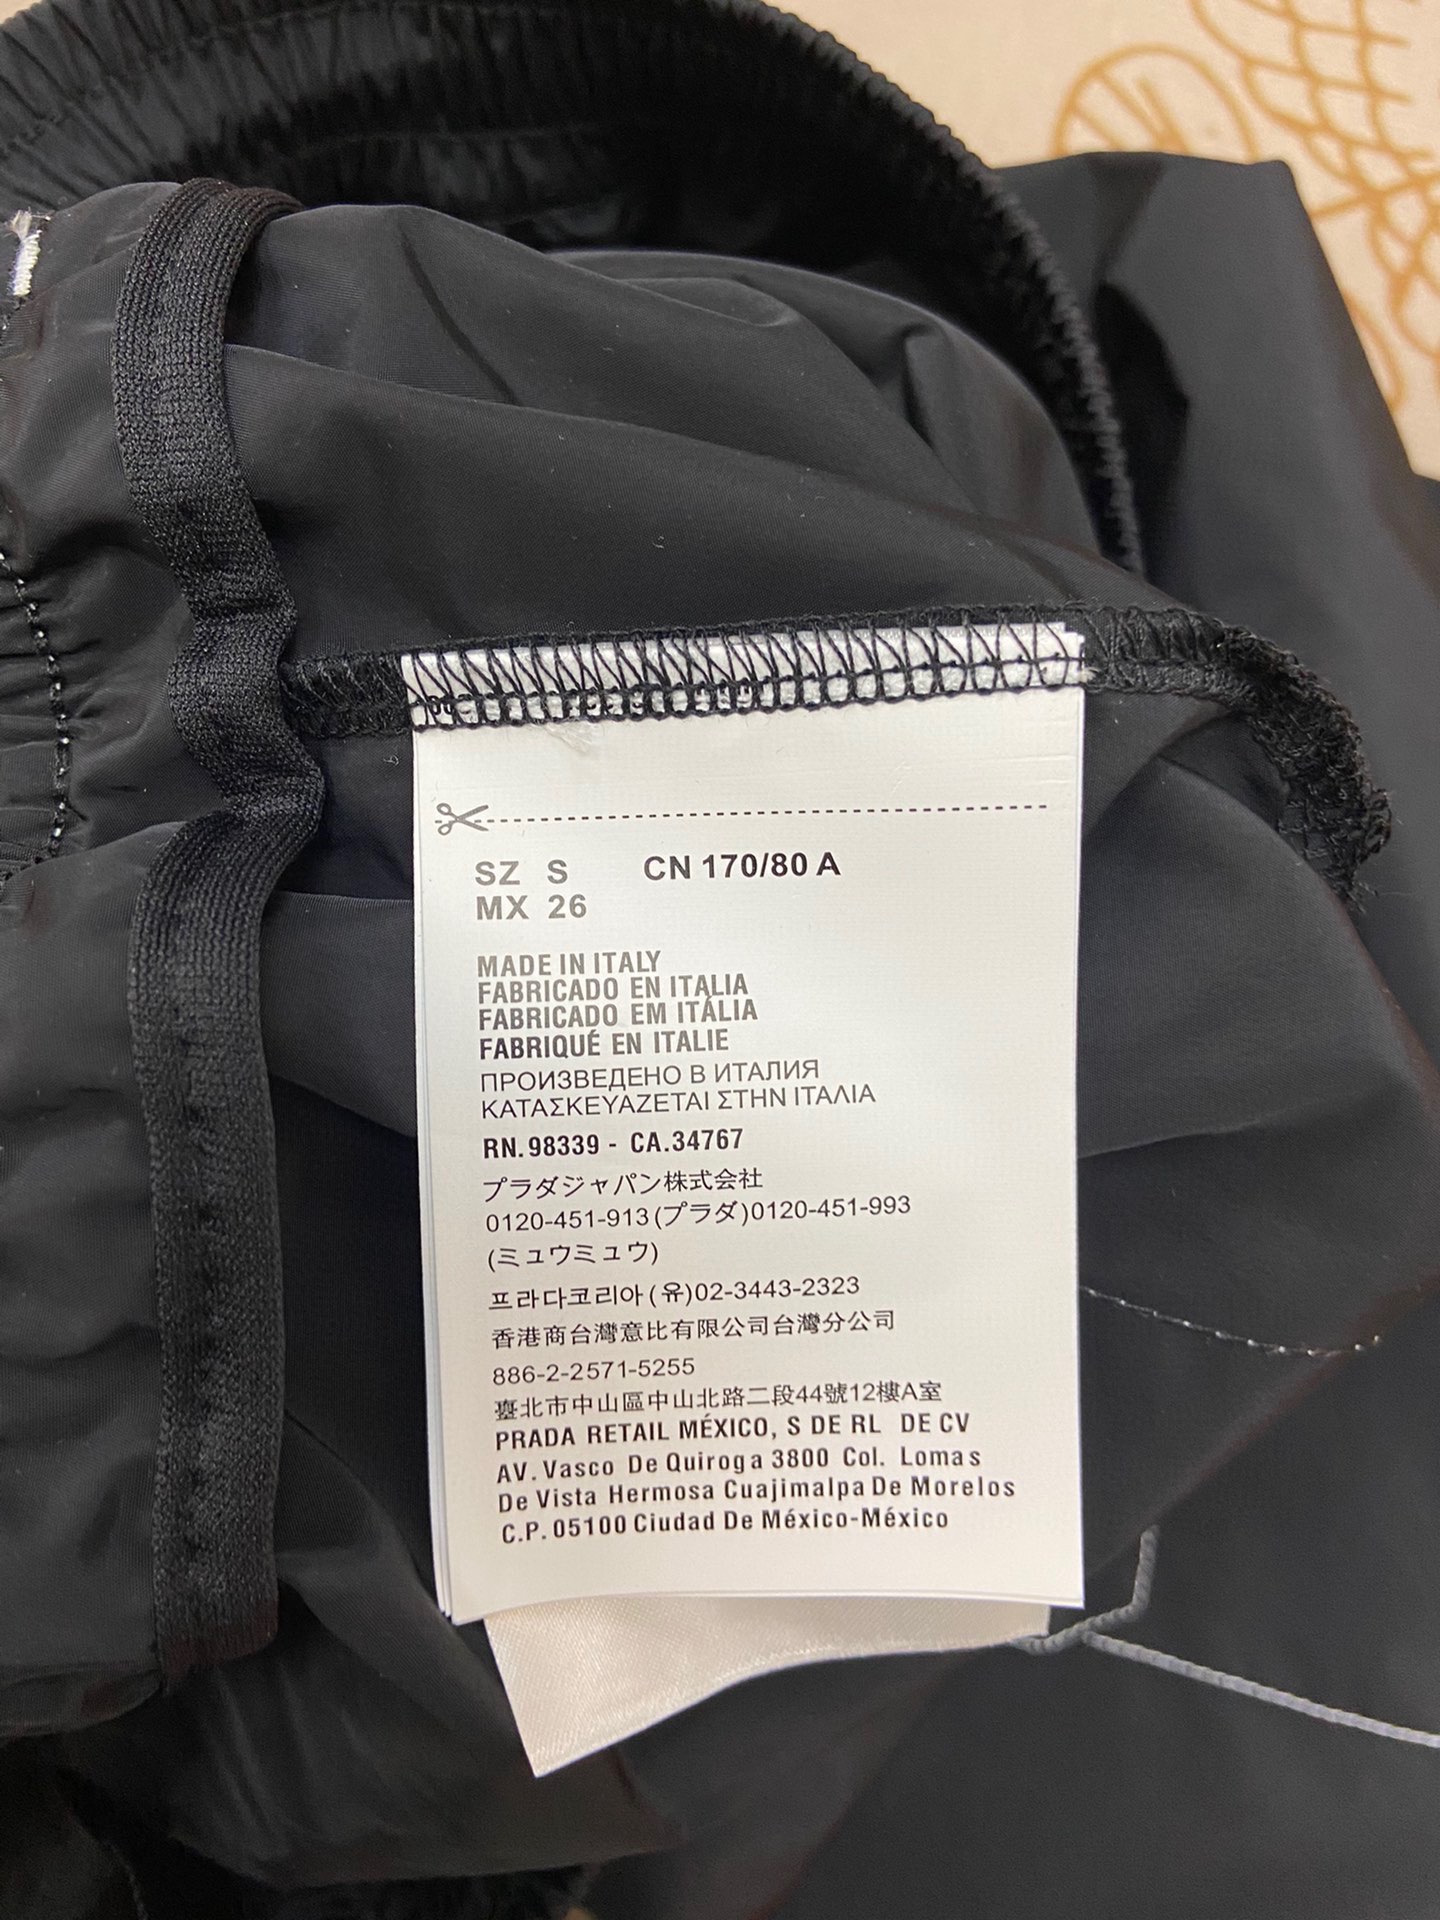 SZ S CN 170/80 A
MX 26
MADE IN ITALY
FABRICADO EN ITALIA
FABRICADO EM ITÁLIA
FABRIQUÉ EN ITALIE
ПРОИЗВЕДЕНО В ИТАЛИЯ
ΚΑΤΑΣΚΕΥΑΖΕΤΑΙ ΣΤΗΝ ΙΤΑΛΙΑ
RN.98339 - CA.34767
プラダジャパン株式会社
0120-451-913(プラダ)0120-451-993
(ミュウミュウ)
프라다코리아(유)02-3443-2323
香港商台灣意比有限公司台灣分公司
886-2-2571-5255
臺北市中山區中山北路二段44號12樓A室
PRADA RETAIL MÉXICO, S DE RL DE CV
AV. Vasco De Quiroga 3800 Col. Lomas
De Vista Hermosa Cuajimalpa De Morelos
C.P. 05100 Ciudad De México-México